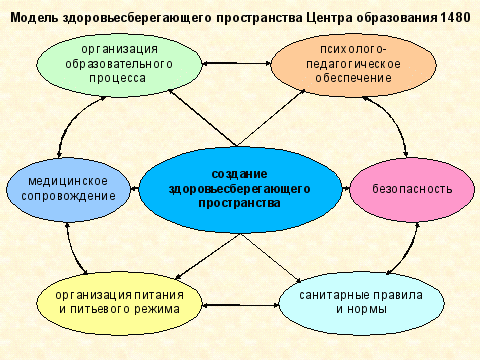 Модель здоровьесберегающего пространства Центра образования 1480
организация
образовательного
процесса
психолого-
педагогическое
обеспечение
медицинское
сопровождение
создание
здоровьесберегающего
пространства
безопасность
организация питания
и питьевого режима
санитарные правила
и нормы